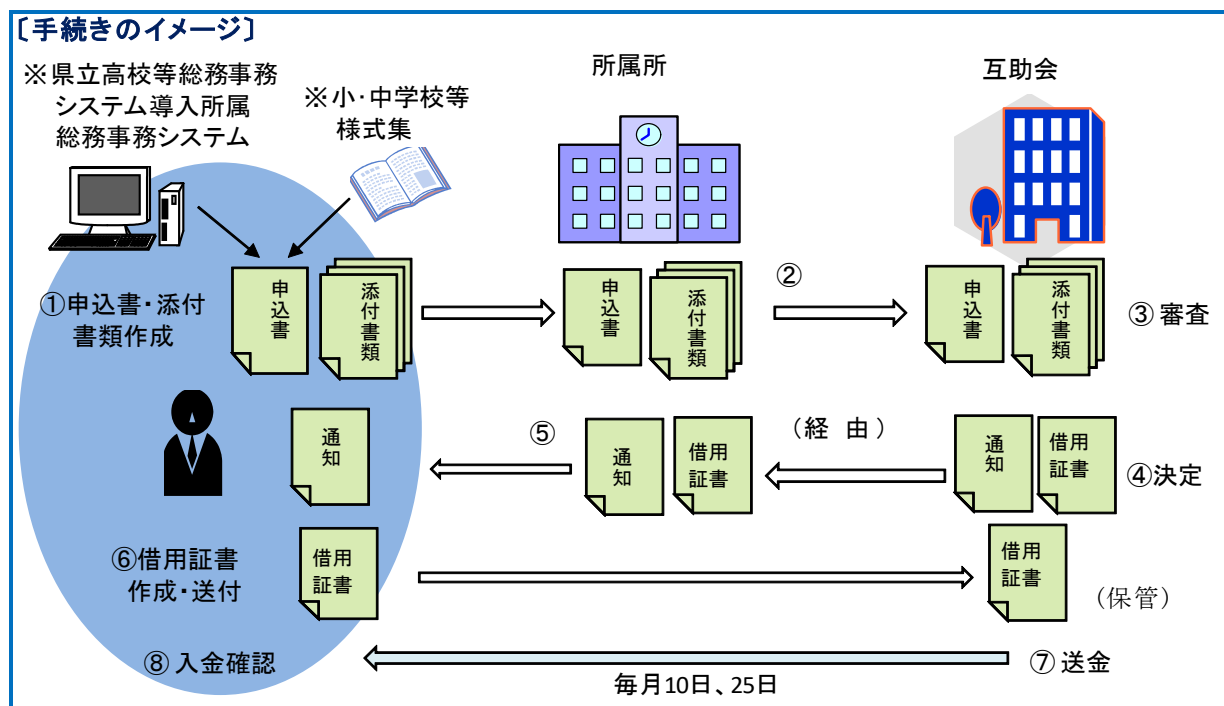 〔手続きのイメージ〕
※県立高校等総務事務
システム導入所属
総務事務システム
※小・中学校等
様式集
所属所
互助会
①申込書・添付
書類作成
申込書
添付書類
申込書
添付書類
②
申込書
添付書類
③審査
通知
⑤
通知
借用
証書
（経 由）
通知
借用
証書
④決定
⑥借用証書
作成・送付
借用
証書
借用
証書
（保管）
⑧入金確認
⑦送金
毎月10日、25日